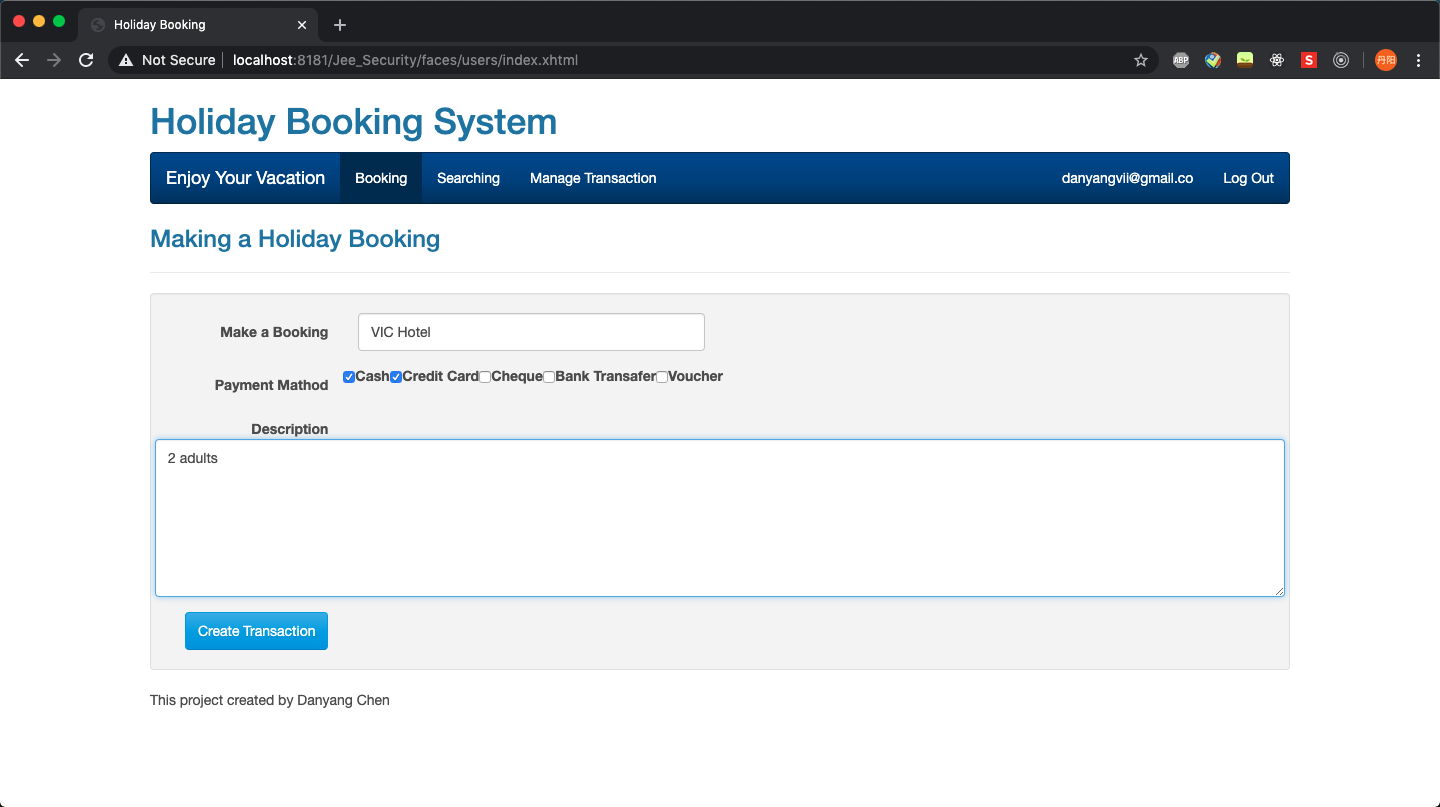 Holiday Booking
Not Secure localhost:8181/Jee_Security/faces/users/index.xhtml ABP S 丹阳
Holiday Booking System
Enjoy Your Vacation Booking Searching Manage Transaction danyangvii@gmail.co Log Out
Making a Holiday Booking
Make a Booking VIC Hotel
Payment Mathod Cash Credit Card Cheque Bank Transafer Voucher
Description
2 adults
Create Transaction
This project created by Danyang Chen